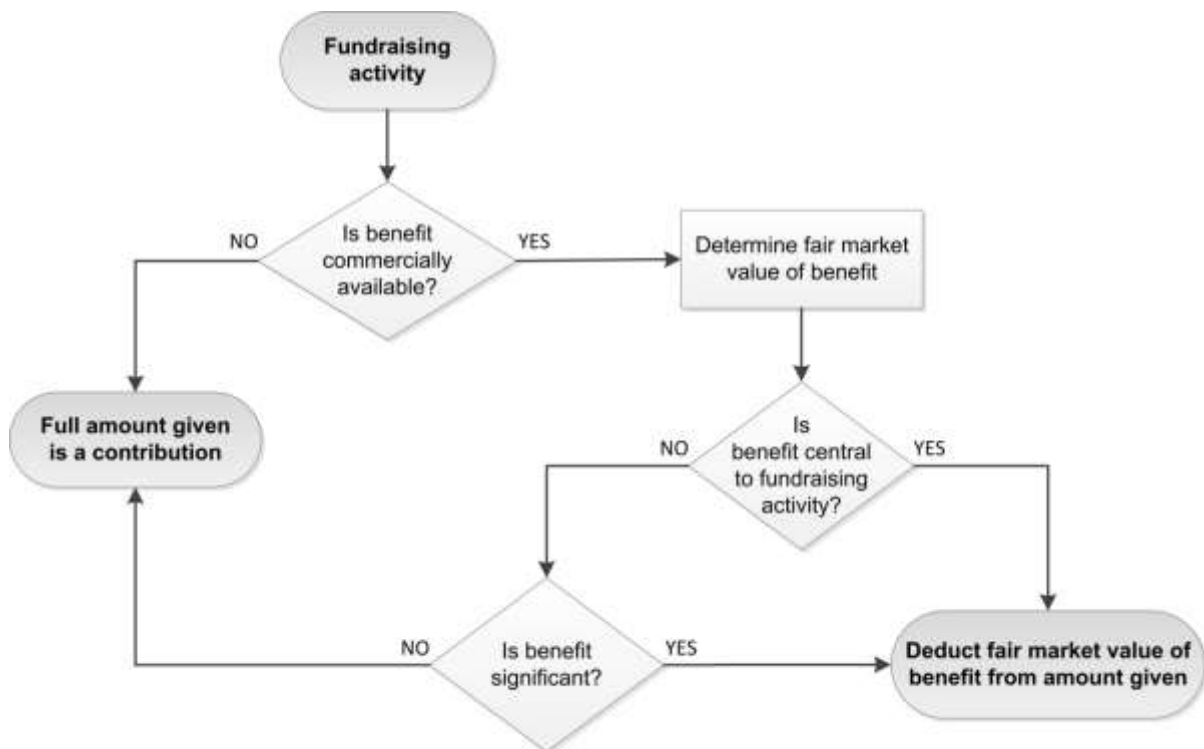 Fundraising
activity
Is benefit
commercially
available?
NO
YES
Determine fair market
value of benefit
Full amount given
is a contribution
Is
benefit central
to fundraising
activity?
NO
YES
Is benefit
significant?
NO
YES
Deduct fair market value of
benefit from amount given